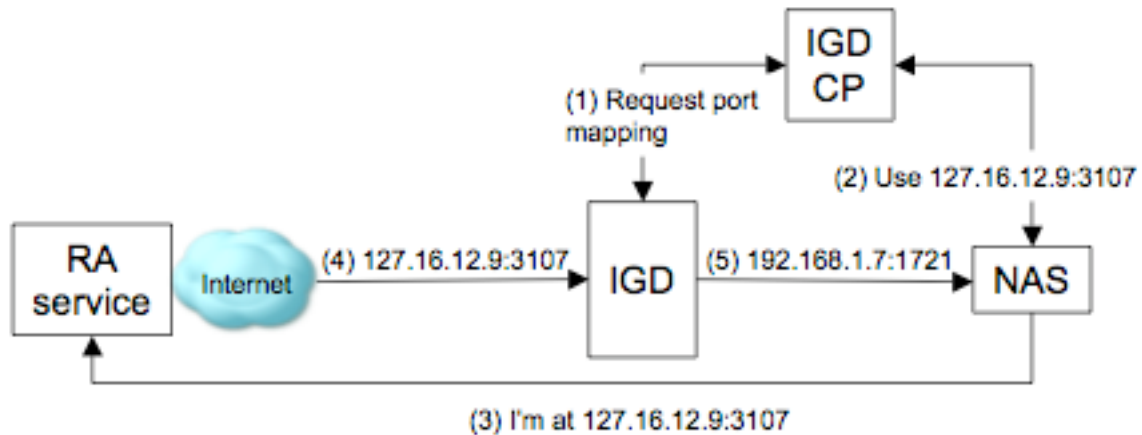 IGD
CP
(1) Request port
mapping
(2) Use 127.16.12.9:3107
RA
service
Internet
(4) 127.16.12.9:3107
IGD
(5) 192.168.1.7:1721
NAS
(3) I'm at 127.16.12.9:3107